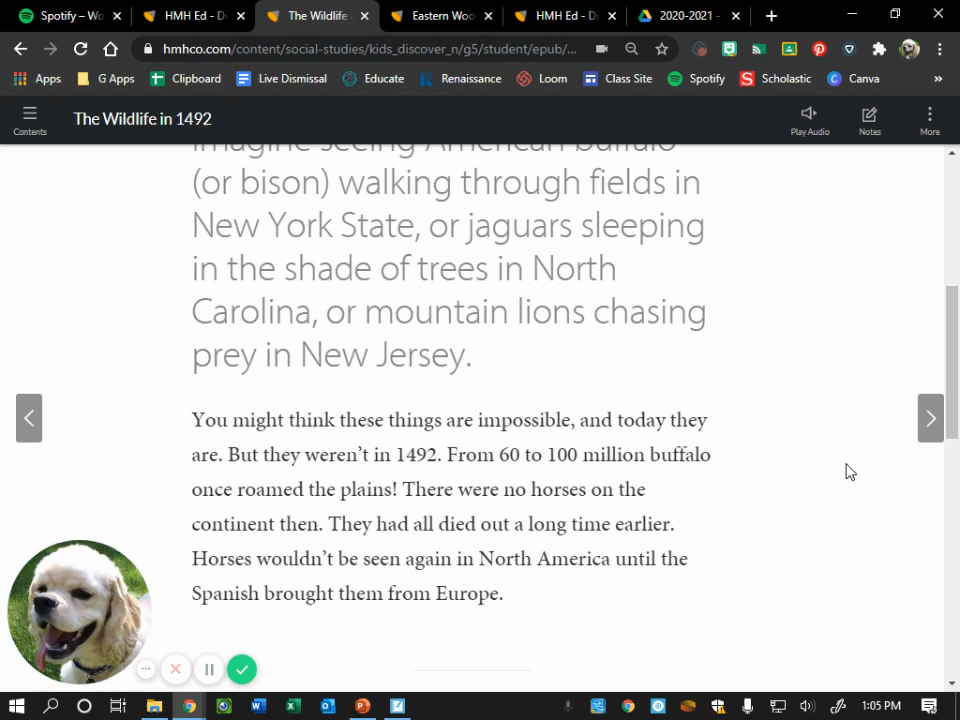 Spotify – Wo
HMH Ed - Di
The Wildlife
Eastern Woo
HMH Ed - Di
2020-2021 -
hmhco.com/content/social-studies/kids_discover_n/g5/student/epub/...
Apps
G Apps
Clipboard
Live Dismissal
Educate
Renaissance
Loom
Class Site
Spotify
Scholastic
Canva
»
Contents
The Wildlife in 1492
Play Audio
Notes
More
Imagine seeing American buffalo
(or bison) walking through fields in
New York State, or jaguars sleeping
in the shade of trees in North
Carolina, or mountain lions chasing
prey in New Jersey.
You might think these things are impossible, and today they
are. But they weren't in 1492. From 60 to 100 million buffalo
once roamed the plains! There were no horses on the
continent then. They had all died out a long time earlier.
Horses wouldn't be seen again in North America until the
Spanish brought them from Europe.
1:05 PM